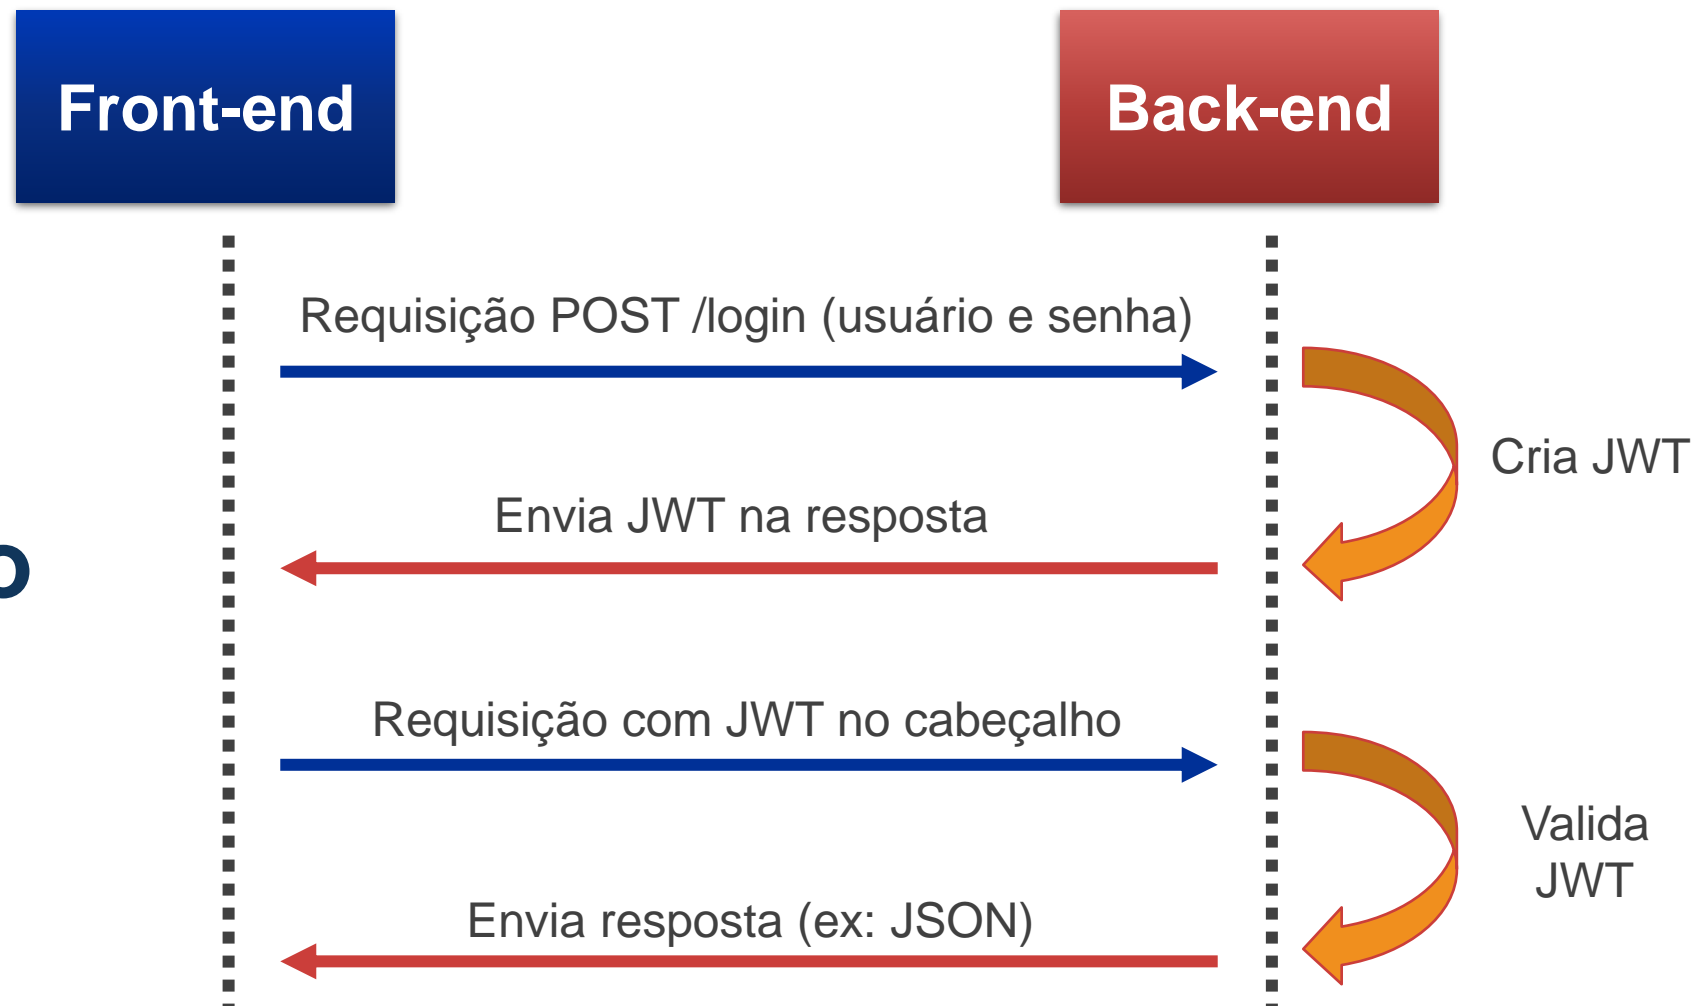 Front-end
Back-end
Requisição POST /login (usuário e senha)
Cria JWT
Envia JWT na resposta
o
Requisição com JWT no cabeçalho
Valida
JWT
Envia resposta (ex: JSON)